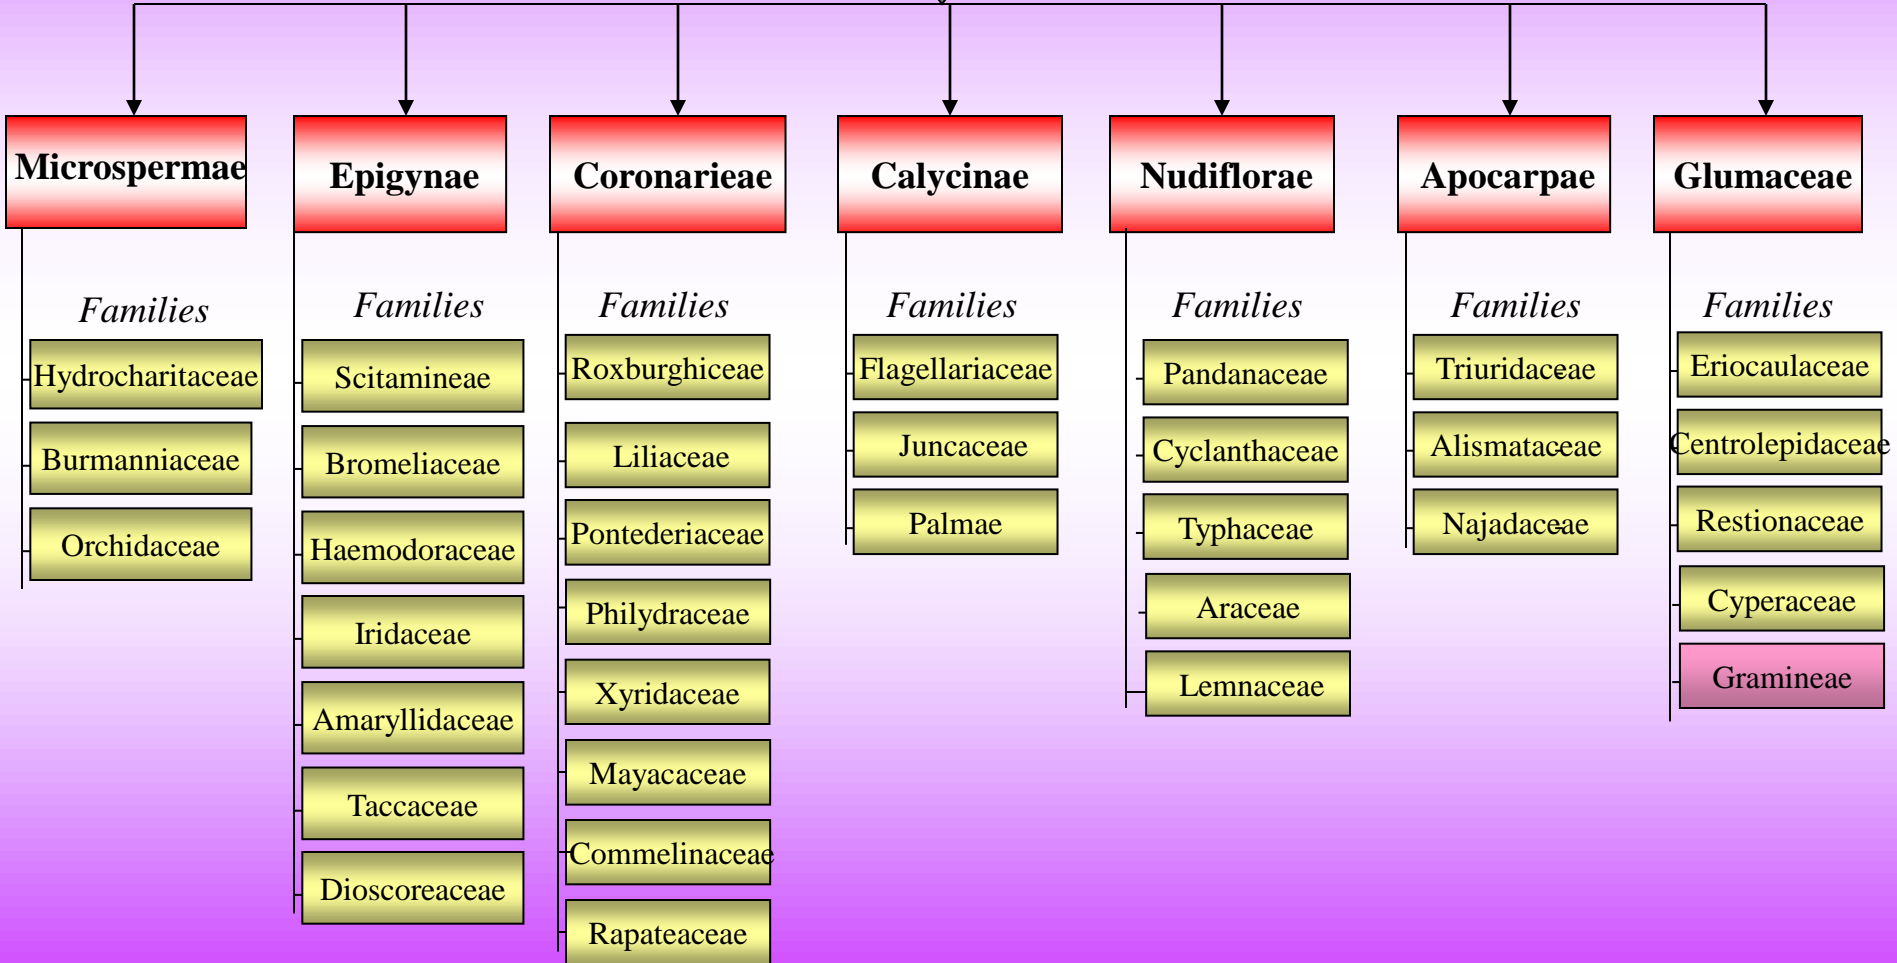 Microspermae
Epigynae
Coronarieae
Calycinae
Nudiflorae
Apocarpae
Glumaceae
Families
Hydrocharitaceae
Burmanniaceae
Orchidaceae
Families
Scitamineae
Bromeliaceae
Haemodoraceae
Iridaceae
Amaryllidaceae
Taccaceae
Dioscoreaceae
Families
Roxburghiceae
Liliaceae
Pontederiaceae
Philydraceae
Xyridaceae
Mayacaceae
Commelinaceae
Rapateaceae
Families
Flagellariaceae
Juncaceae
Palmae
Families
Pandanaceae
Cyclanthaceae
Typhaceae
Araceae
Lemnaceae
Families
Triuridaceae
Alismataceae
Najadaceae
Families
Eriocaulaceae
Centrolepidaceae
Restionaceae
Cyperaceae
Gramineae